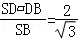 SD▫DB/SB = 2/√3